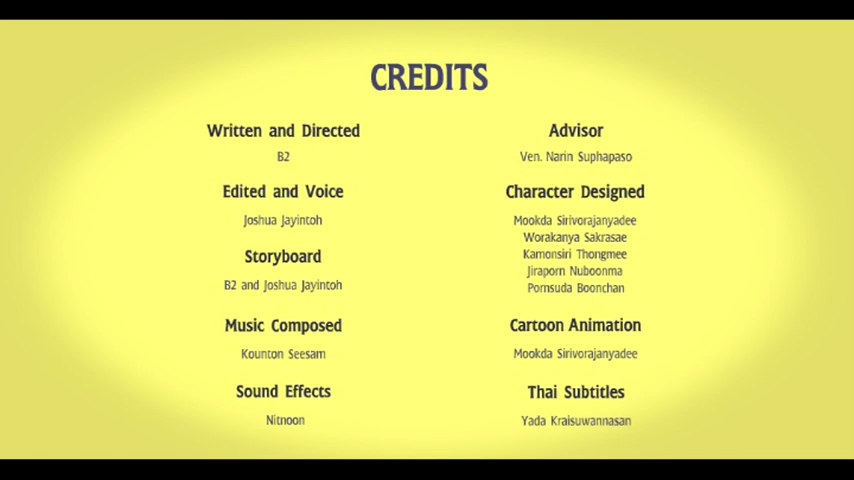 CREDITS
Written and Directed
B2
Edited and Voice
Joshua Jayintoh
Storyboard
B2 and Joshua Jayintoh
Music Composed
Kounton Seesam
Sound Effects
Nitnoon
Advisor
Ven. Narin Suphapaso
Character Designed
Mookda Sirivorajanyadee
Worakanya Sakrasae
Kamonsiri Thongmee
Jiraporn Nuboonma
Pornsuda Boonchan
Cartoon Animation
Mookda Sirivorajanyadee
Thai Subtitles
Yada Kraisuwannasan